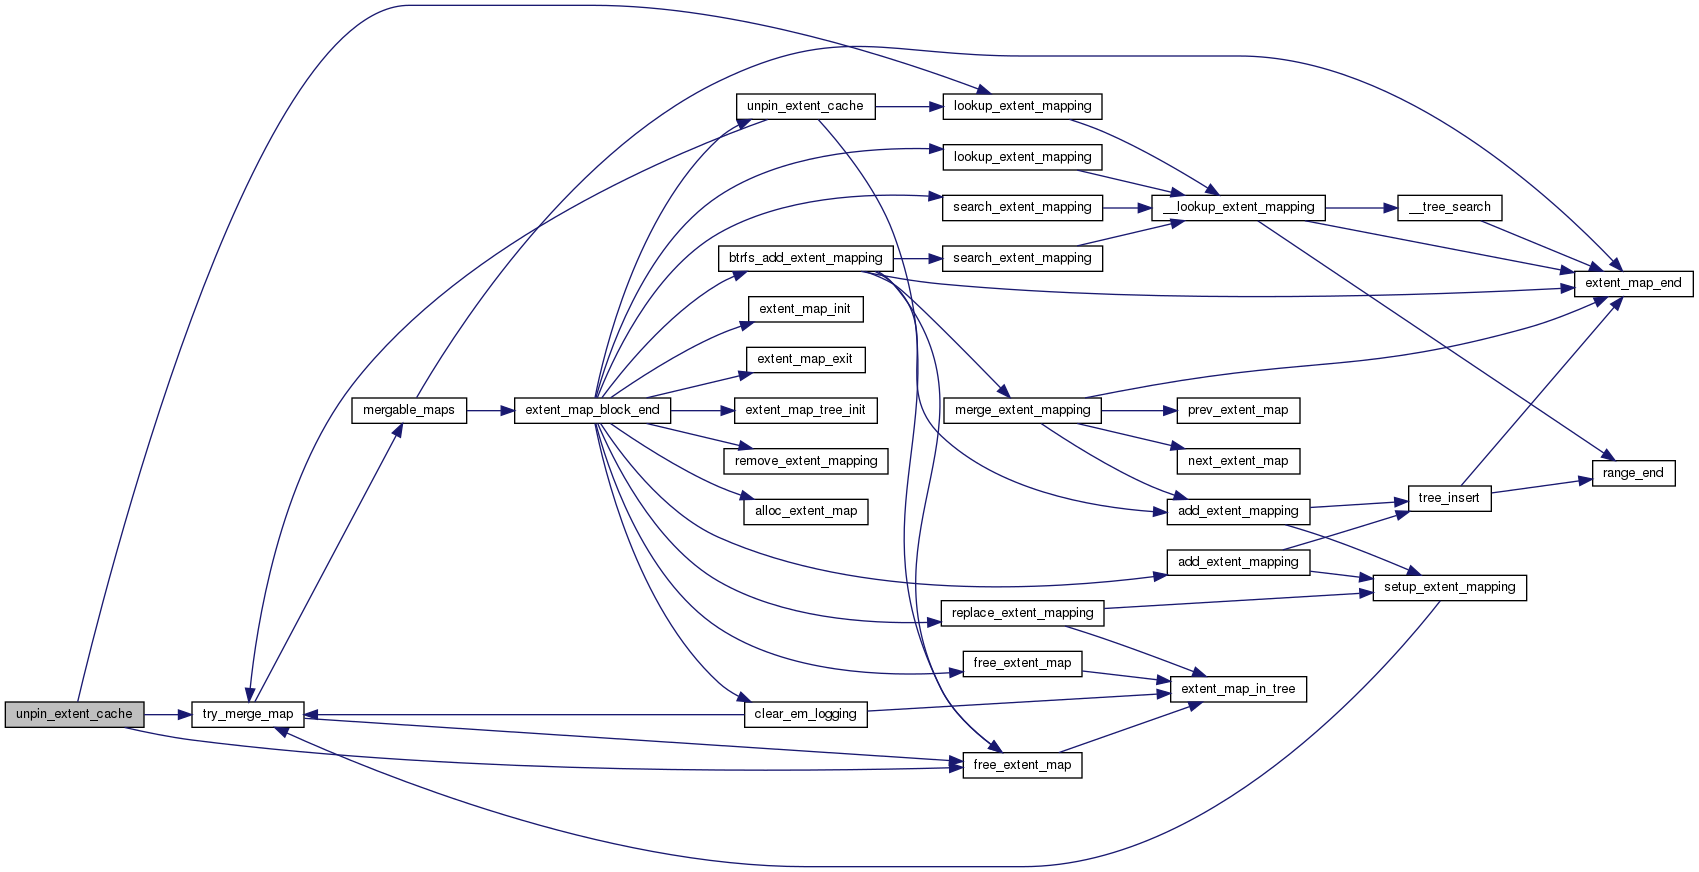 unpin_extent_cache
lookup_extent_mapping
lookup_extent_mapping
search_extent_mapping
__lookup_extent_mapping
__tree_search
btrfs_add_extent_mapping
search_extent_mapping
extent_map_end
extent_map_init
extent_map_exit
mergable_maps
extent_map_block_end
extent_map_tree_init
merge_extent_mapping
prev_extent_map
remove_extent_mapping
next_extent_map
range_end
alloc_extent_map
add_extent_mapping
tree_insert
add_extent_mapping
setup_extent_mapping
replace_extent_mapping
free_extent_map
extent_map_in_tree
unpin_extent_cache
try_merge_map
clear_em_logging
free_extent_map